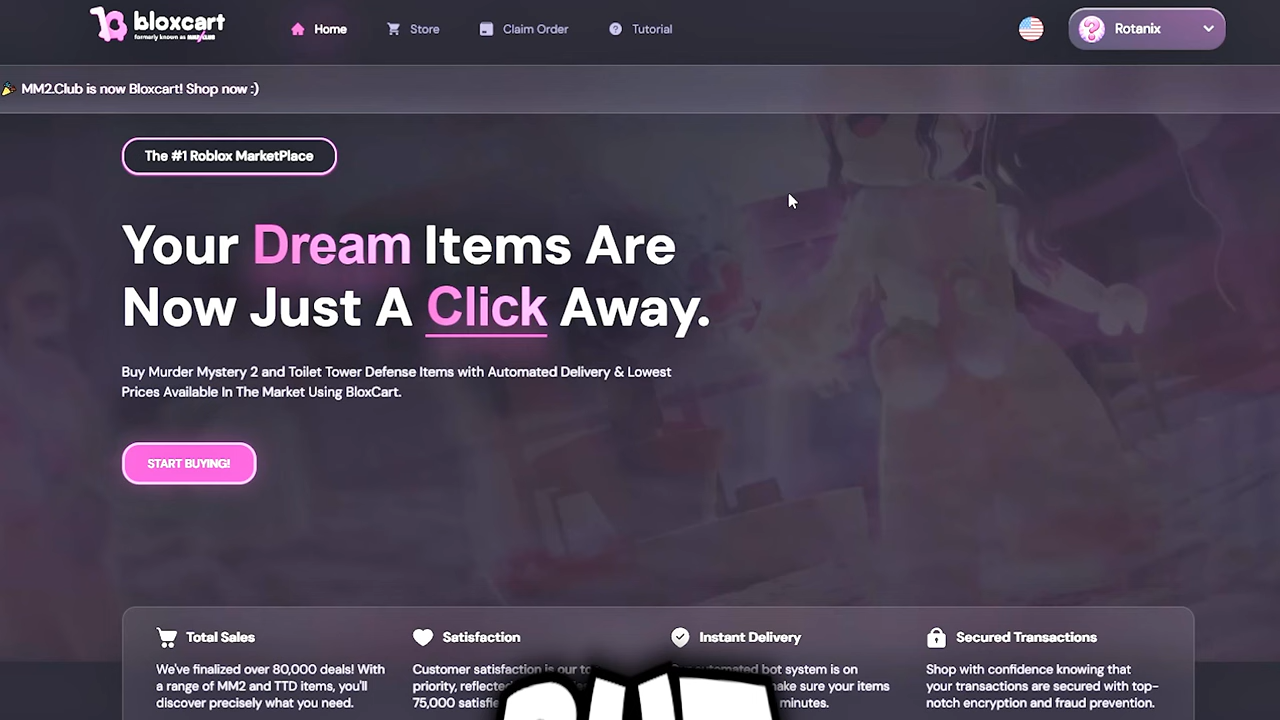 bloxcart
formerly known as MM2.CLUB
Home
Store
Claim Order
Tutorial
Rotanix
MM2.Club is now Bloxcart! Shop now :)
The #1 Roblox MarketPlace
Your Dream Items Are
Now Just A Click Away.
Buy Murder Mystery 2 and Toilet Tower Defense Items with Automated Delivery & Lowest
Prices Available In The Market Using BloxCart.
START BUYING!
Total Sales
We've finalized over 80,000 deals! With
a range of MM2 and TTD items, you'll
discover precisely what you need.
Satisfaction
Customer satisfaction is our to
priority, reflecte
75,000 satisfie
Instant Delivery
automated bot system is on
make sure your items
minutes.
Secured Transactions
Shop with confidence knowing that
your transactions are secured with top-
notch encryption and fraud prevention.